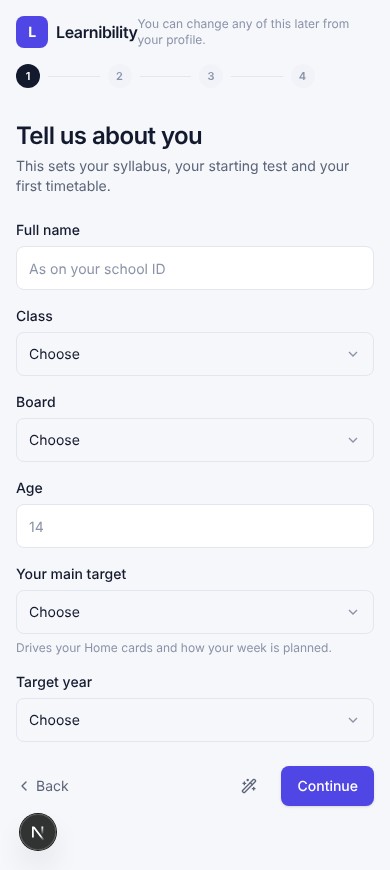 L Learnibility
You can change any of this later from
your profile.
1 2 3 4
Tell us about you
This sets your syllabus, your starting test and your
first timetable.
Full name
As on your school ID
Class
Choose
Board
Choose
Age
14
Your main target
Choose
Drives your Home cards and how your week is planned.
Target year
Choose
Back
Continue
N